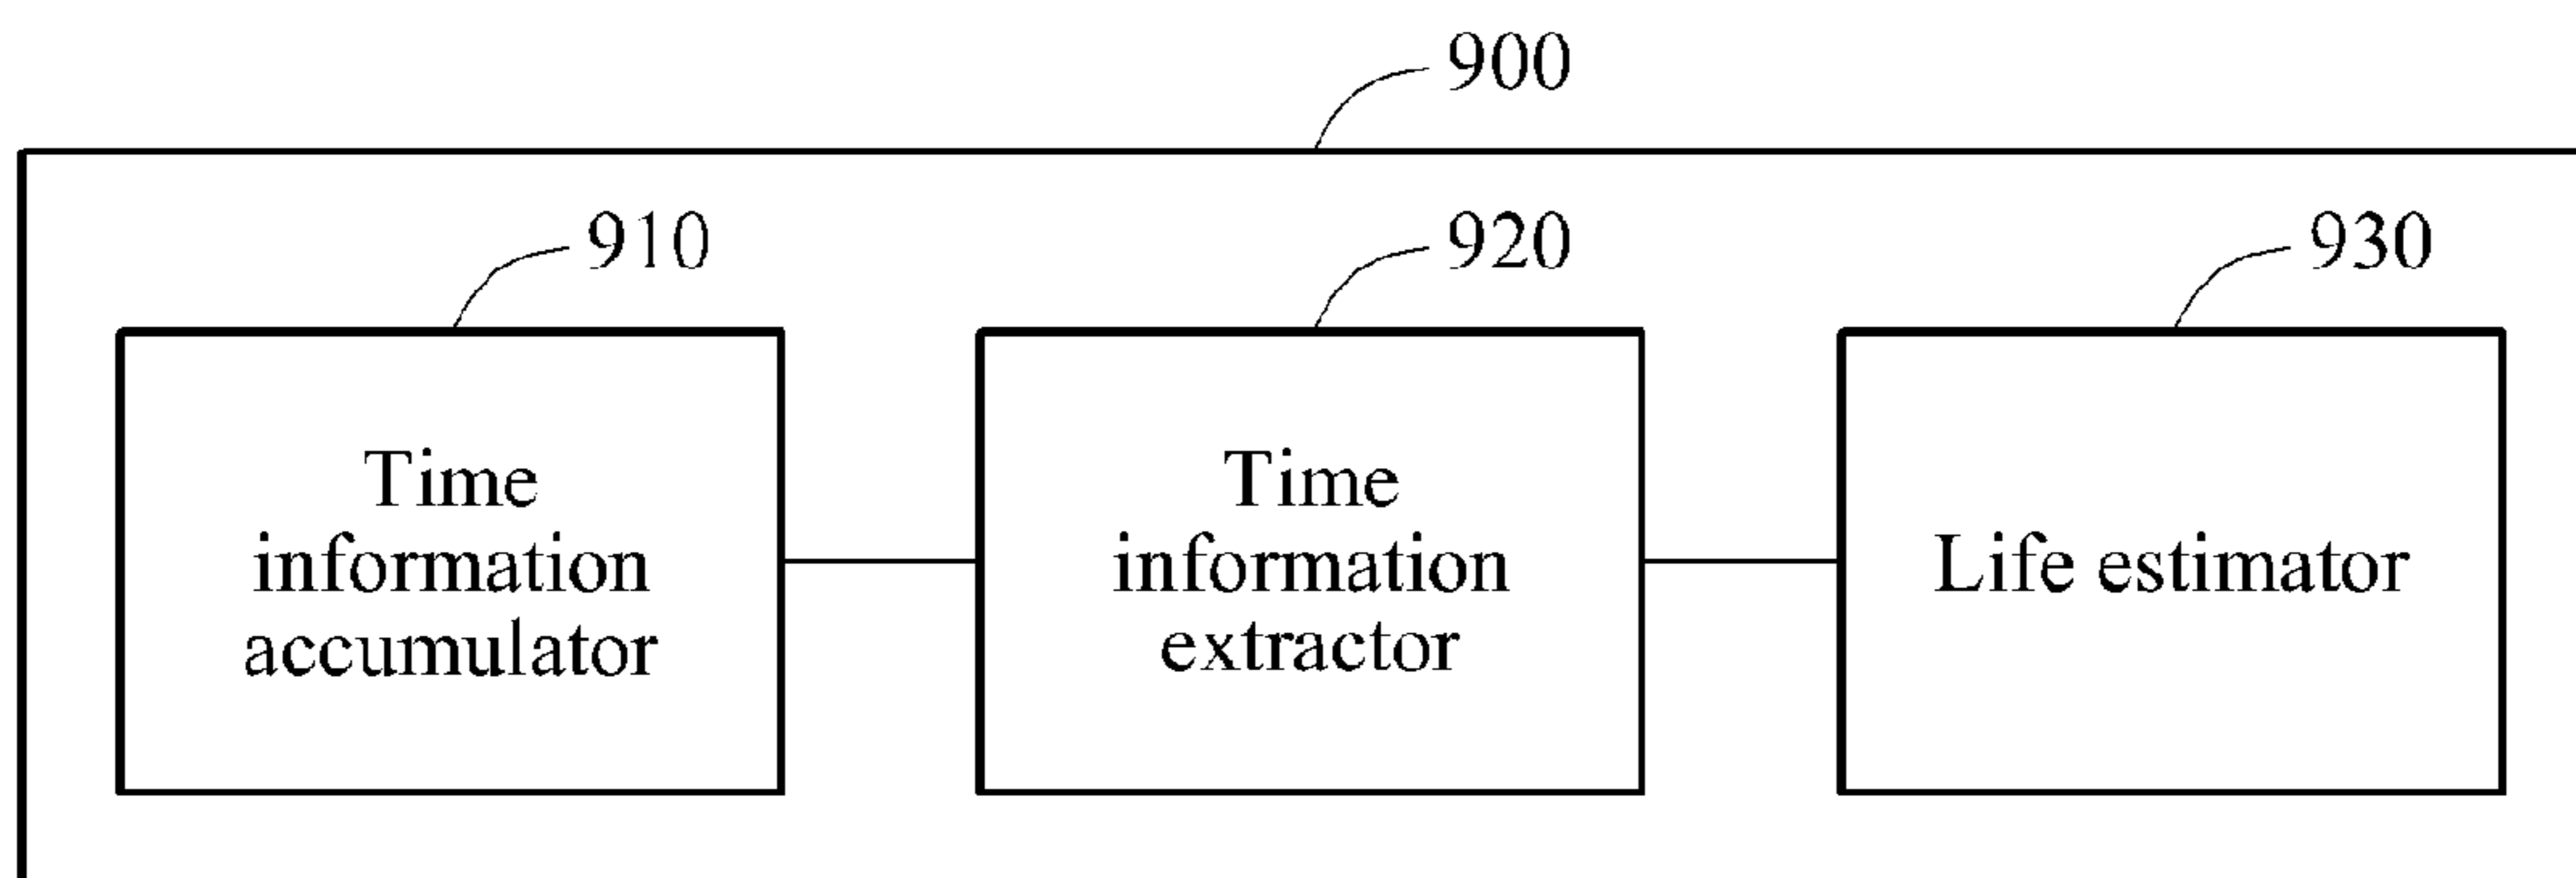 900
910
920
930
Time
information
accumulator
Time
information
extractor
Life estimator